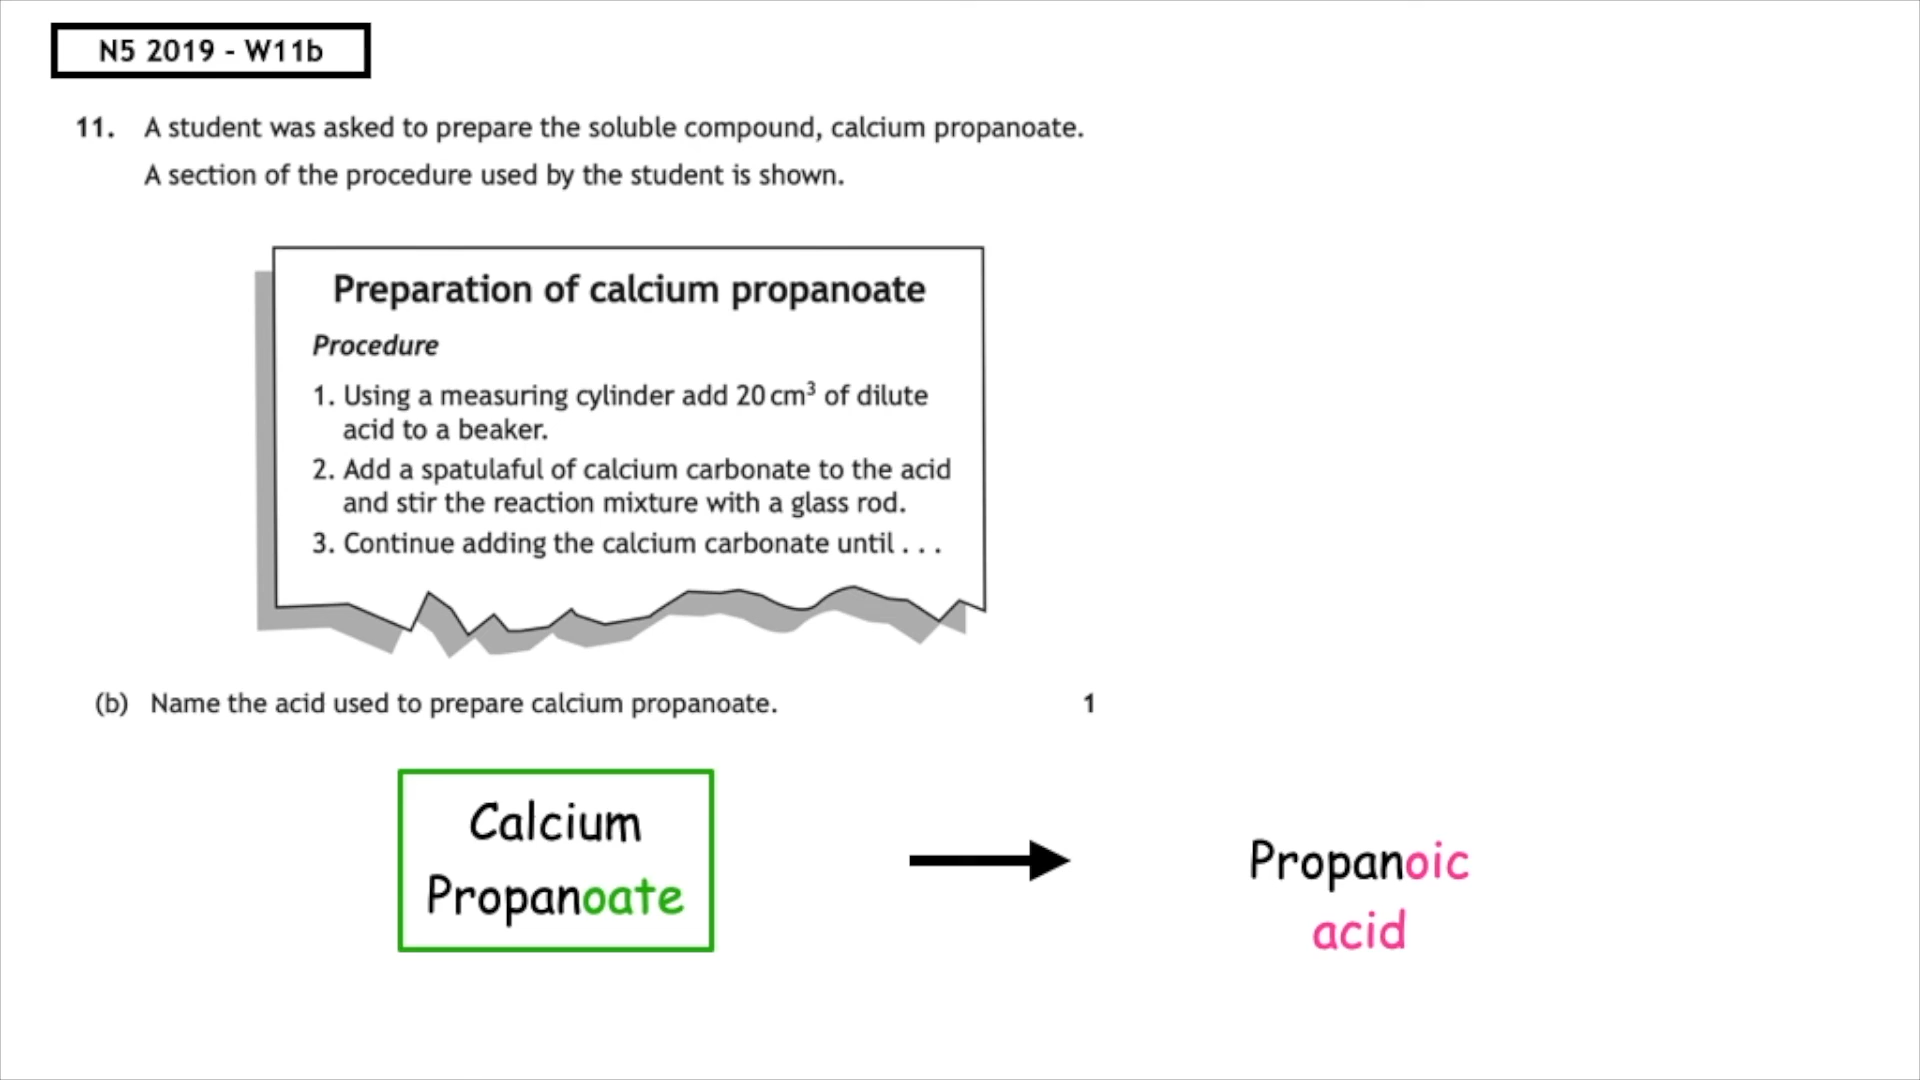 N5 2019 - W11b
11. A student was asked to prepare the soluble compound, calcium propanoate.
A section of the procedure used by the student is shown.
Preparation of calcium propanoate
Procedure
1. Using a measuring cylinder add 20 cm³ of dilute
acid to a beaker.
2. Add a spatulaful of calcium carbonate to the acid
and stir the reaction mixture with a glass rod.
3. Continue adding the calcium carbonate until . . .
(b) Name the acid used to prepare calcium propanoate. 1
Calcium
Propanoate
Propanoic
acid